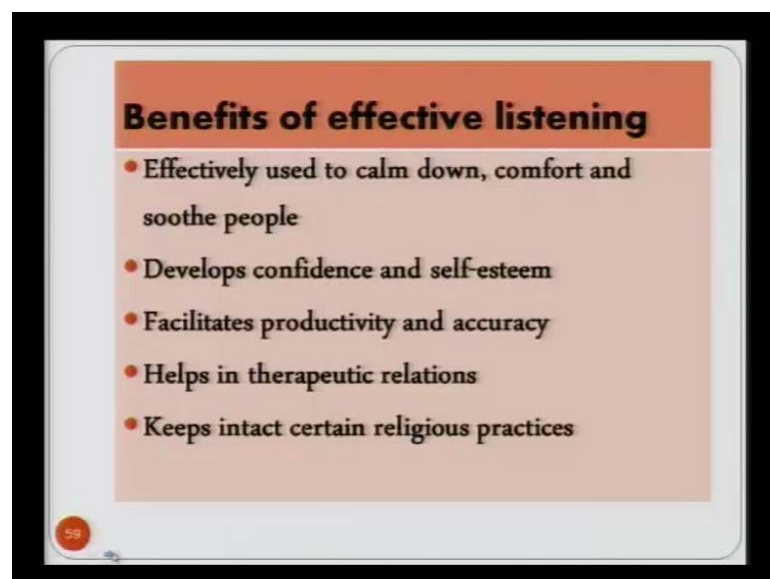 Benefits of effective listening
• Effectively used to calm down, comfort and
soothe people
• Develops confidence and self-esteem
• Facilitates productivity and accuracy
• Helps in therapeutic relations
• Keeps intact certain religious practices
59